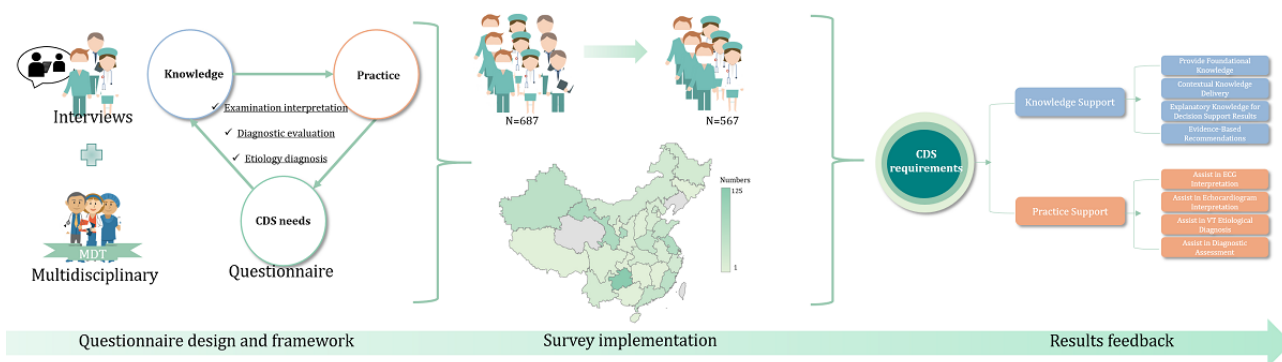 Interviews
MDT
Multidisciplinary
Knowledge
Practice
✓ Examination interpretation
✓ Diagnostic evaluation
✓ Etiology diagnosis
CDS needs
Questionnaire
N=687
N=567
Numbers
125
1
CDS
requirements
Knowledge Support
Provide Foundational
Knowledge
Contextual Knowledge
Delivery
Explanatory Knowledge for
Decision Support Results
Evidence-Based
Recommendations
Practice Support
Assist in ECG
Interpretation
Assist in Echocardiogram
Interpretation
Assist in VT Etiological
Diagnosis
Assist in Diagnostic
Assessment
Questionnaire design and framework
Survey implementation
Results feedback